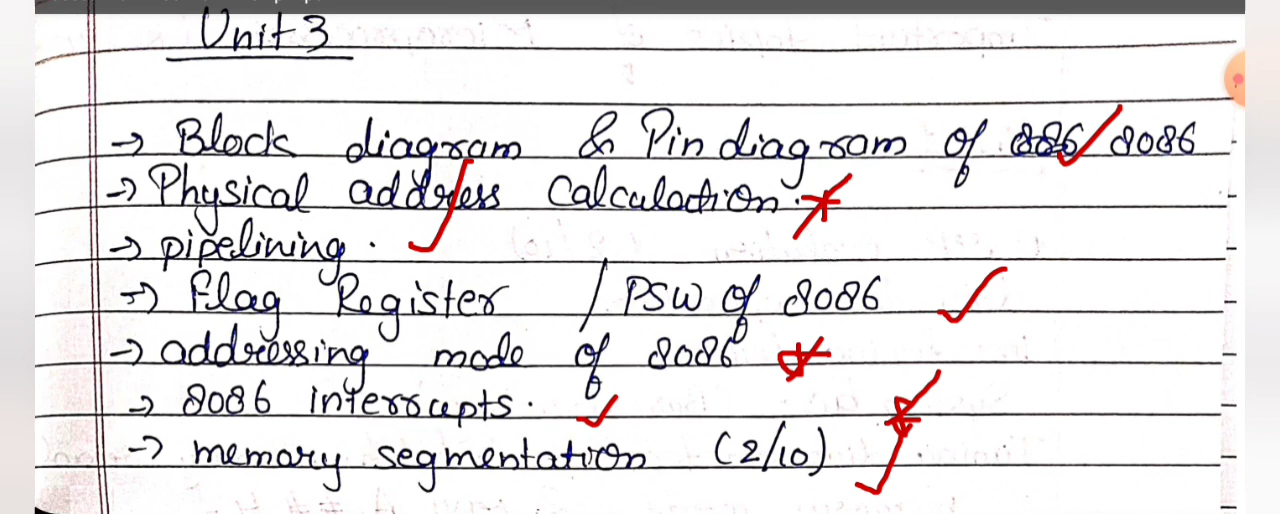 Unit 3
→ Block diagram & Pin diagram of 8086
→ Physical address Calculation.
→ pipelining.
→ Flag Register / PSW of 8086
→ addressing mode of 8086
→ 8086 interrupts.
→ memory segmentation (2/10)